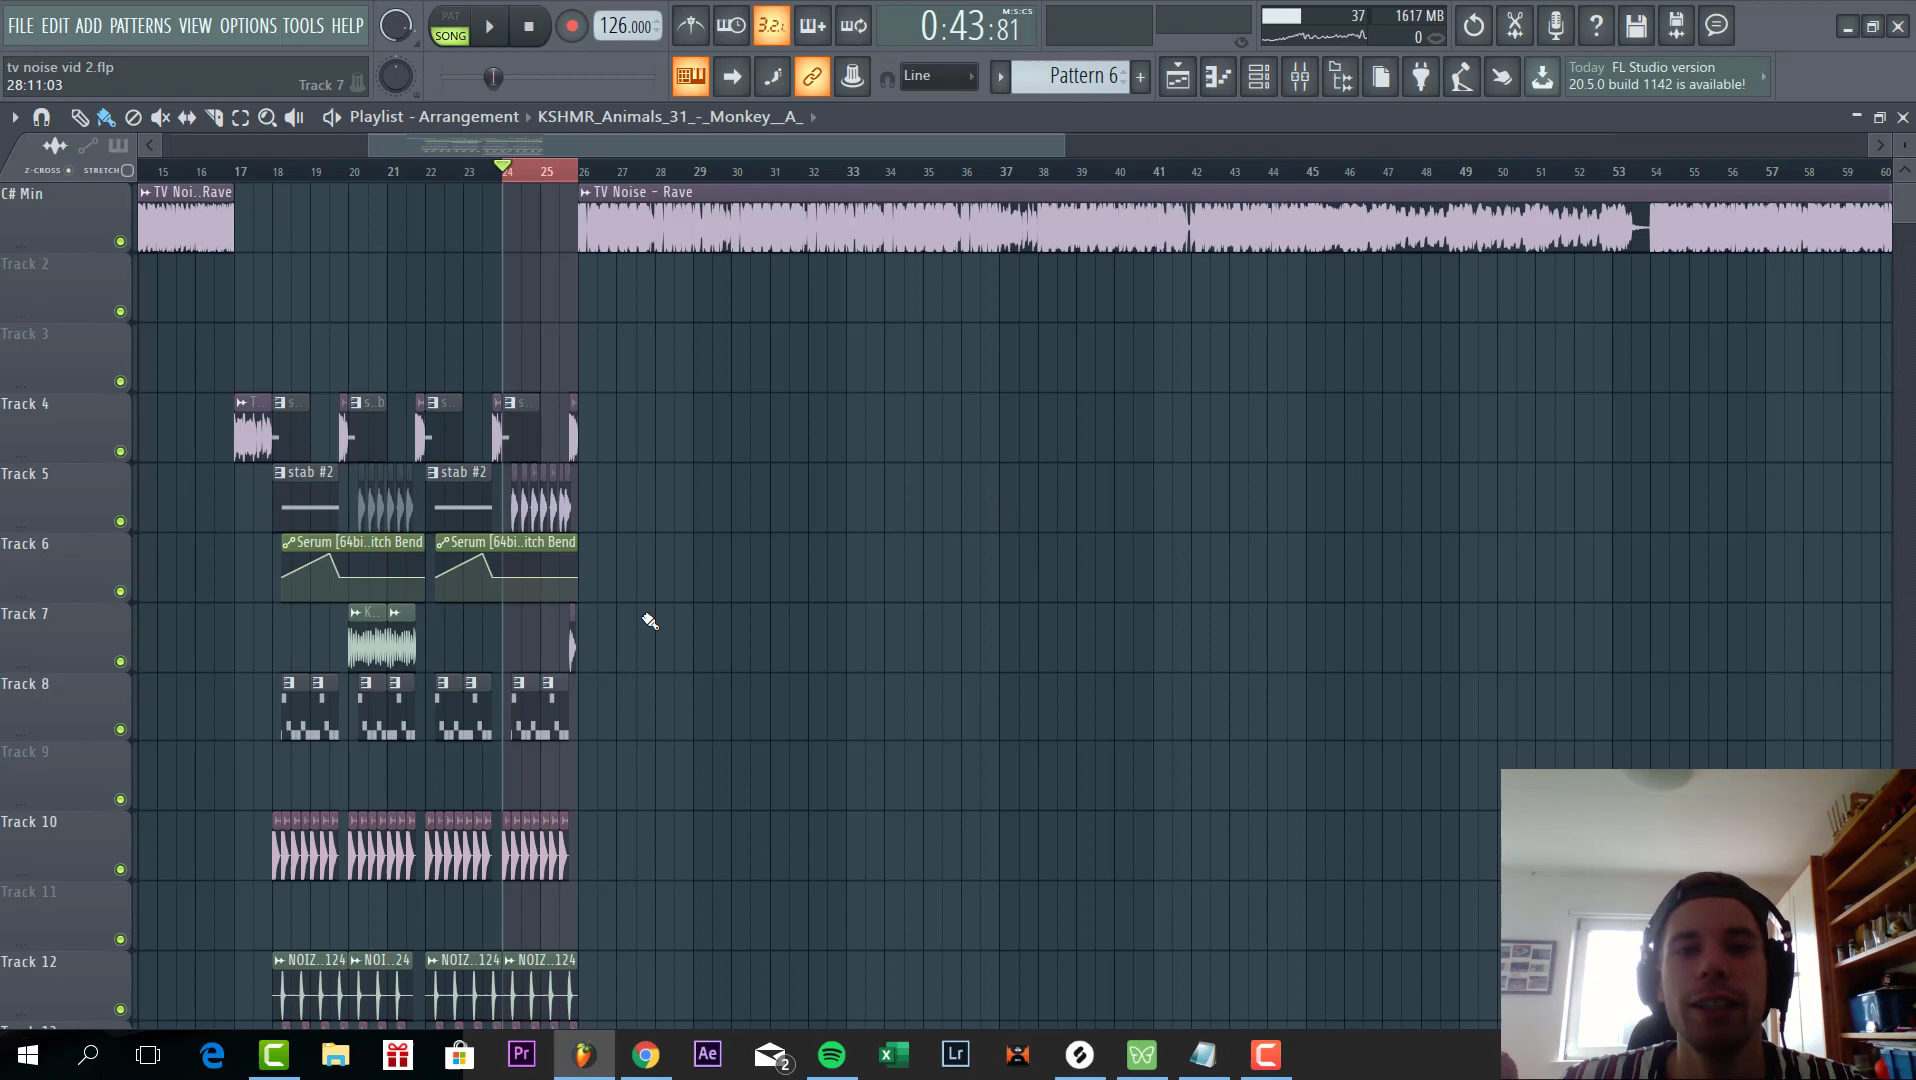 FILE EDIT ADD PATTERNS VIEW OPTIONS TOOLS HELP
PAT
SONG
126.000
3.2.
0:43:81
M:S:CS
37
1617 MB
0
tv noise vid 2.flp
28:11:03
Track 7
Line
Pattern 6
Today FL Studio version
20.5.0 build 1142 is available!
Playlist - Arrangement
KSHMR_Animals_31_-_Monkey__A_
Z-CROSS
STRETCH
15 16 17 18 19 20 21 22 23 24 25 26 27 28 29 30 31 32 33 34 35 36 37 38 39 40 41 42 43 44 45 46 47 48 49 50 51 52 53 54 55 56 57 58 59 60
C# Min
TV Noi..Rave
TV Noise - Rave
Track 2
Track 3
Track 4
T..
s..
s..b
s..
s..
Track 5
stab #2
stab #2
Track 6
Serum [64bi..itch Bend
Serum [64bi..itch Bend
Track 7
K..
Track 8
Track 9
Track 10
Track 11
Track 12
NOIZ..124
NOI..24
NOIZ..124
NOIZ..124
Pr
Ae
2
Lr